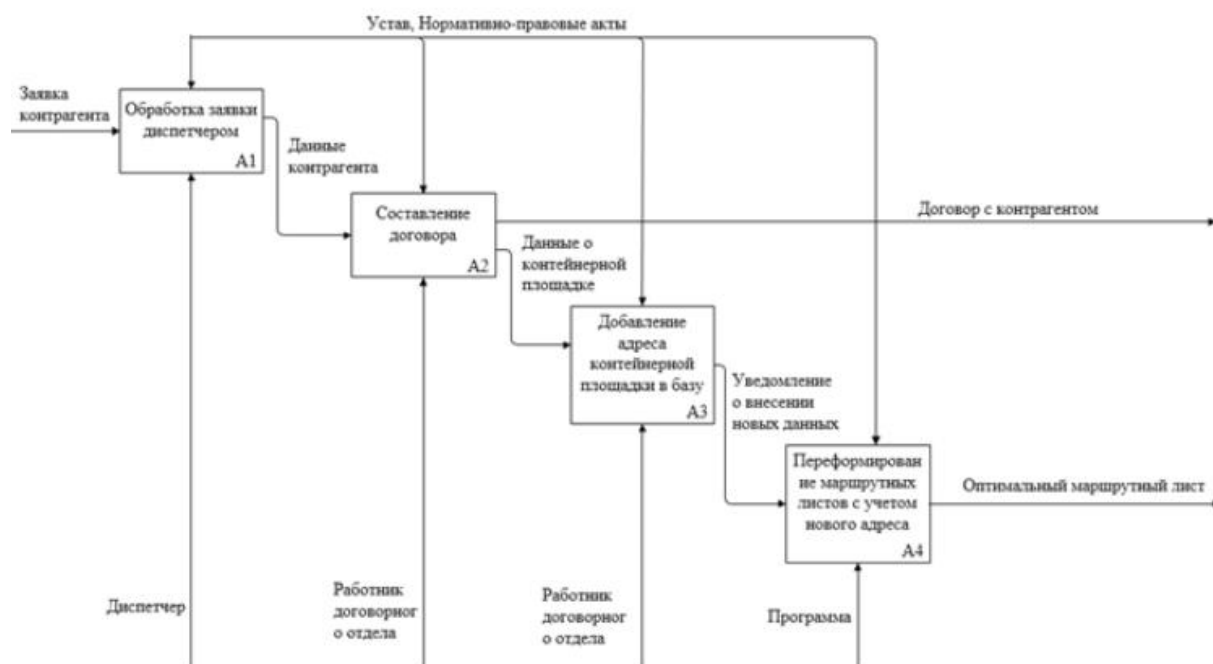 Устав, Нормативно-правовые акты
Заявка
контрагента
Обработка заявки
диспетчером
A1
Данные
контрагента
Составление
договора
A2
Договор с контрагентом
Данные о
контейнерной
площадке
Добавление
адреса
контейнерной
площадки в базу
A3
Уведомление
о внесении
новых данных
Переформирован
ие маршрутных
листов с учетом
нового адреса
A4
Оптимальный маршрутный лист
Диспетчер
Работник
договорног
о отдела
Работник
договорног
о отдела
Программа